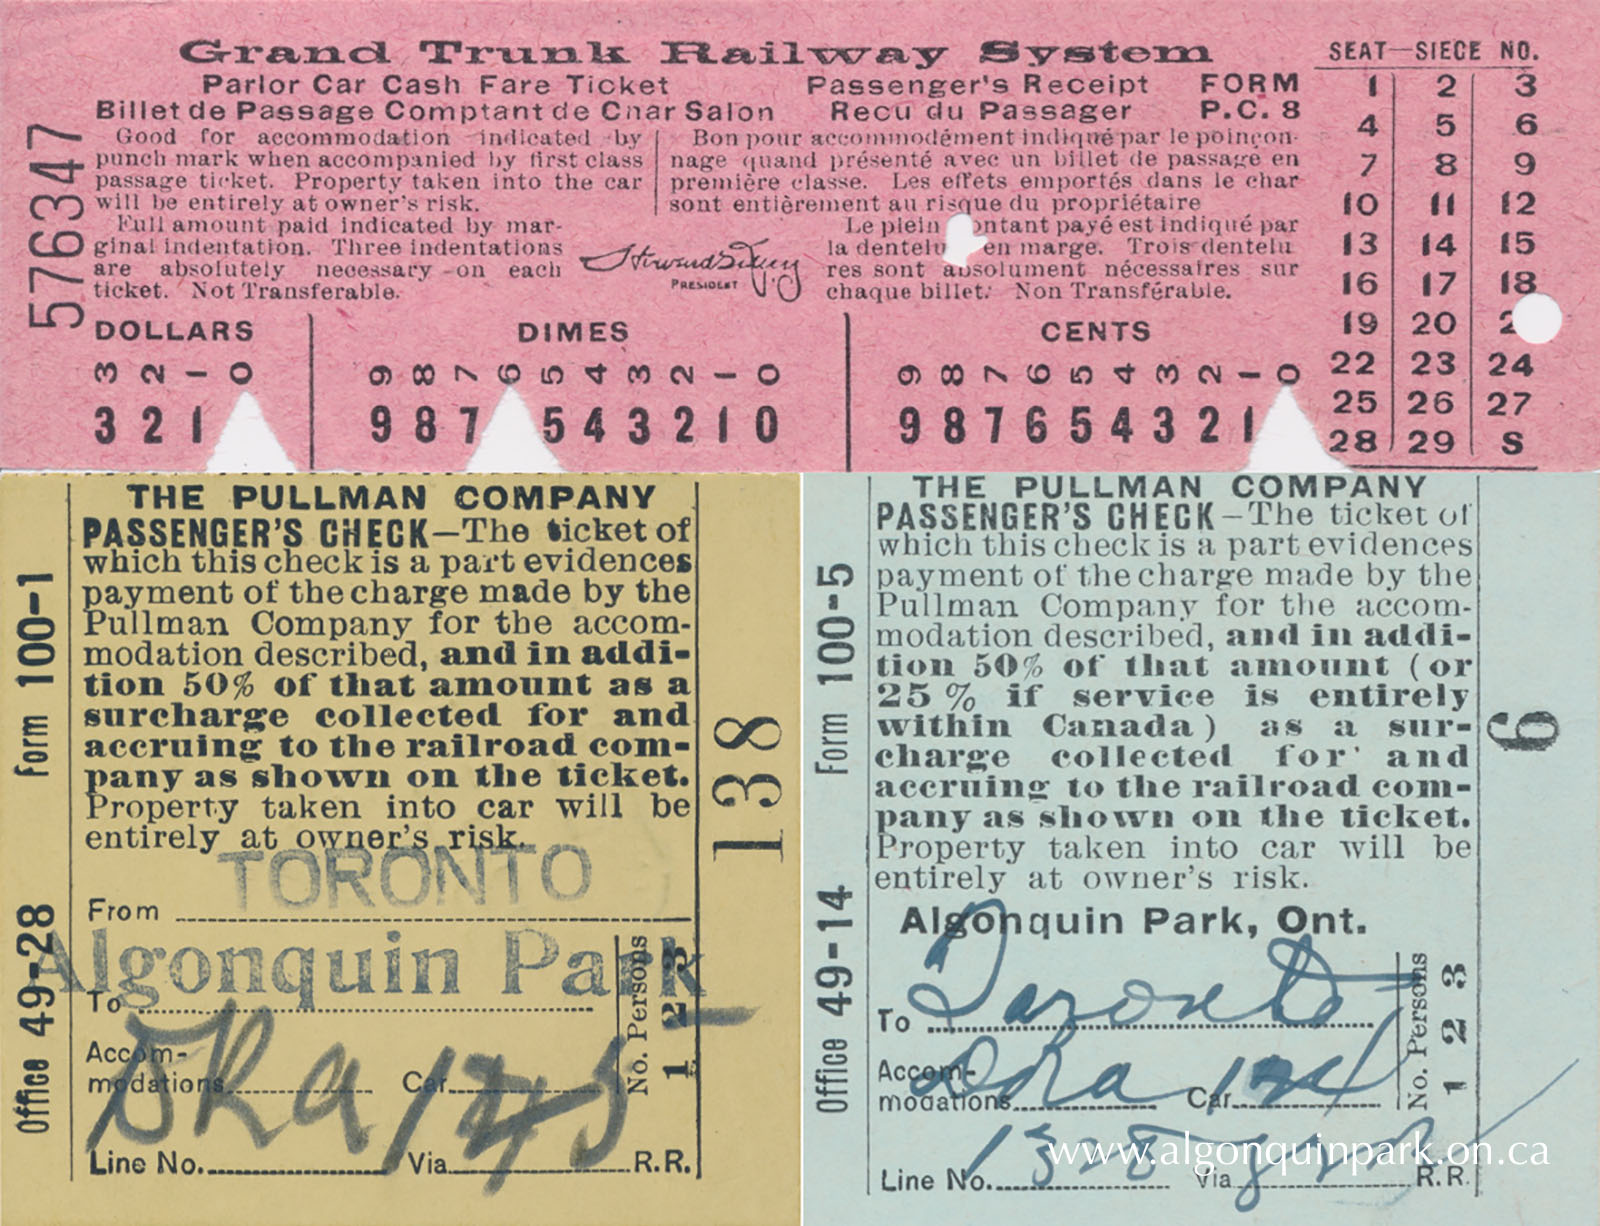 Grand Trunk Railway System
Parlor Car Cash Fare Ticket
Passenger's Receipt FORM
Billet de Passage Comptant de Char Salon
Recu du Passager P.C. 8
576347
Good for accommodation indicated by
punch mark when accompanied by first class
passage ticket. Property taken into the car
will be entirely at owner's risk.
Full amount paid indicated by mar-
ginal indentation. Three indentations
are absolutely necessary on each
ticket. Not Transferable.
PRESIDENT
Bon pour accommodément indiqué par le poinçon-
nage quand présenté avec un billet de passage en
première classe. Les effets emportés dans le char
sont entièrement au risque du propriétaire
Le plein ontant payé est indiqué par
la dentelu en marge. Trois dentelu
res sont absolument nécessaires sur
chaque billet. Non Transférable.
SEAT—SIEGE NO.
1 2 3
4 5 6
7 8 9
10 11 12
13 14 15
16 17 18
19 20 2
22 23 24
25 26 27
28 29 S
DOLLARS
3 2 1 0
3 2 1
DIMES
9 8 7 6 5 4 3 2 1 0
9 8 7 5 4 3 2 1 0
CENTS
9 8 7 6 5 4 3 2 1 0
9 8 7 6 5 4 3 2 1
THE PULLMAN COMPANY
PASSENGER'S CHECK—The ticket of
which this check is a part evidences
payment of the charge made by the
Pullman Company for the accom-
modation described, and in addi-
tion 50% of that amount as a
surcharge collected for and
accruing to the railroad com-
pany as shown on the ticket.
Property taken into car will be
entirely at owner's risk.
TORONTO
From
Algonquin Park
To
Accom-
modations Car
Line No. Via R.R.
No. Persons
1 2 3
Form 100-1
Office 49-28
138
THE PULLMAN COMPANY
PASSENGER'S CHECK—The ticket of
which this check is a part evidences
payment of the charge made by the
Pullman Company for the accom-
modation described, and in addi-
tion 50% of that amount (or
25% if service is entirely
within Canada) as a sur-
charge collected for and
accruing to the railroad com-
pany as shown on the ticket.
Property taken into car will be
entirely at owner's risk.
Algonquin Park, Ont.
To Toronto
Accom-
modations Car
Line No. Via R.R.
No. Persons
1 2 3
Form 100-5
Office 49-14
6
www.algonquinpark.on.ca